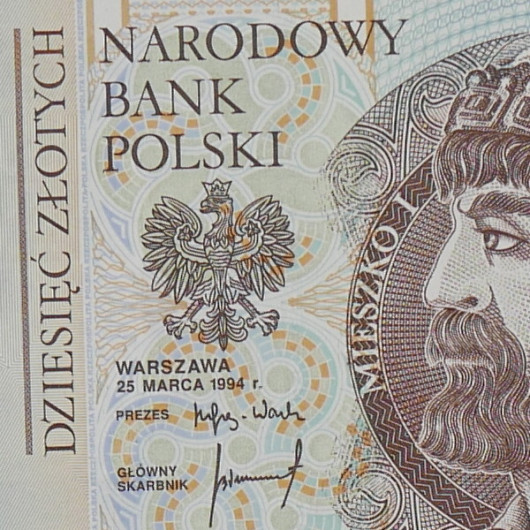 NARODOWY
BANK
POLSKI
DZIESIĘĆ ZŁOTYCH
MIESZKO I
WARSZAWA
25 MARCA 1994 r.
PREZES
GŁÓWNY
SKARBNIK